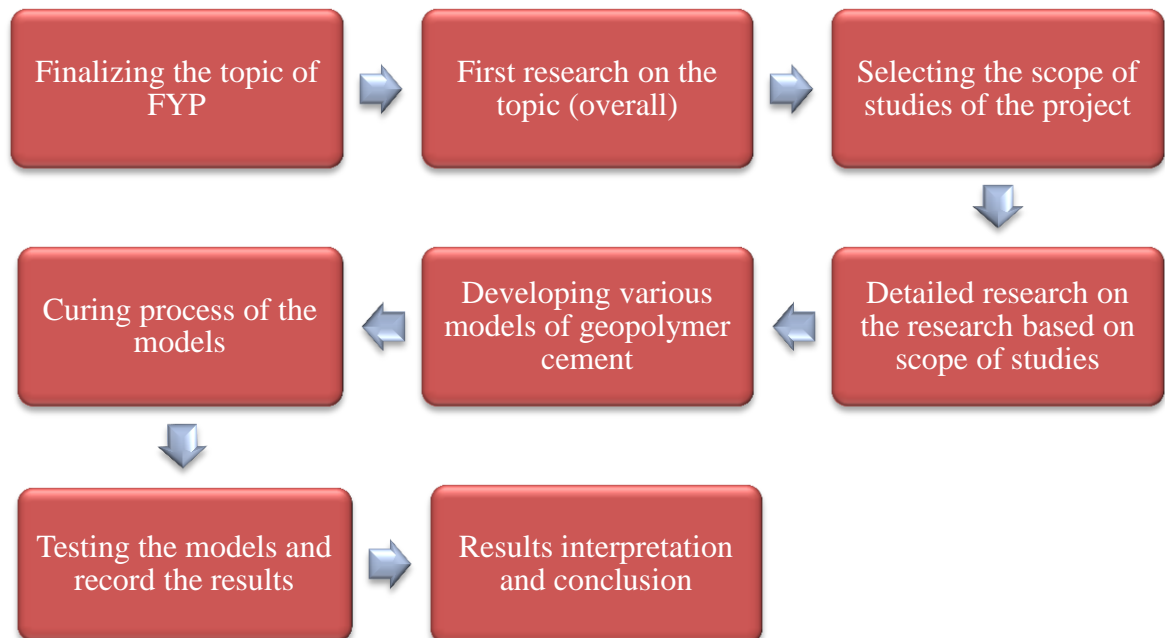 Finalizing the topic of
FYP
First research on the
topic (overall)
Selecting the scope of
studies of the project
Detailed research on
the research based on
scope of studies
Developing various
models of geopolymer
cement
Curing process of the
models
Testing the models and
record the results
Results interpretation
and conclusion